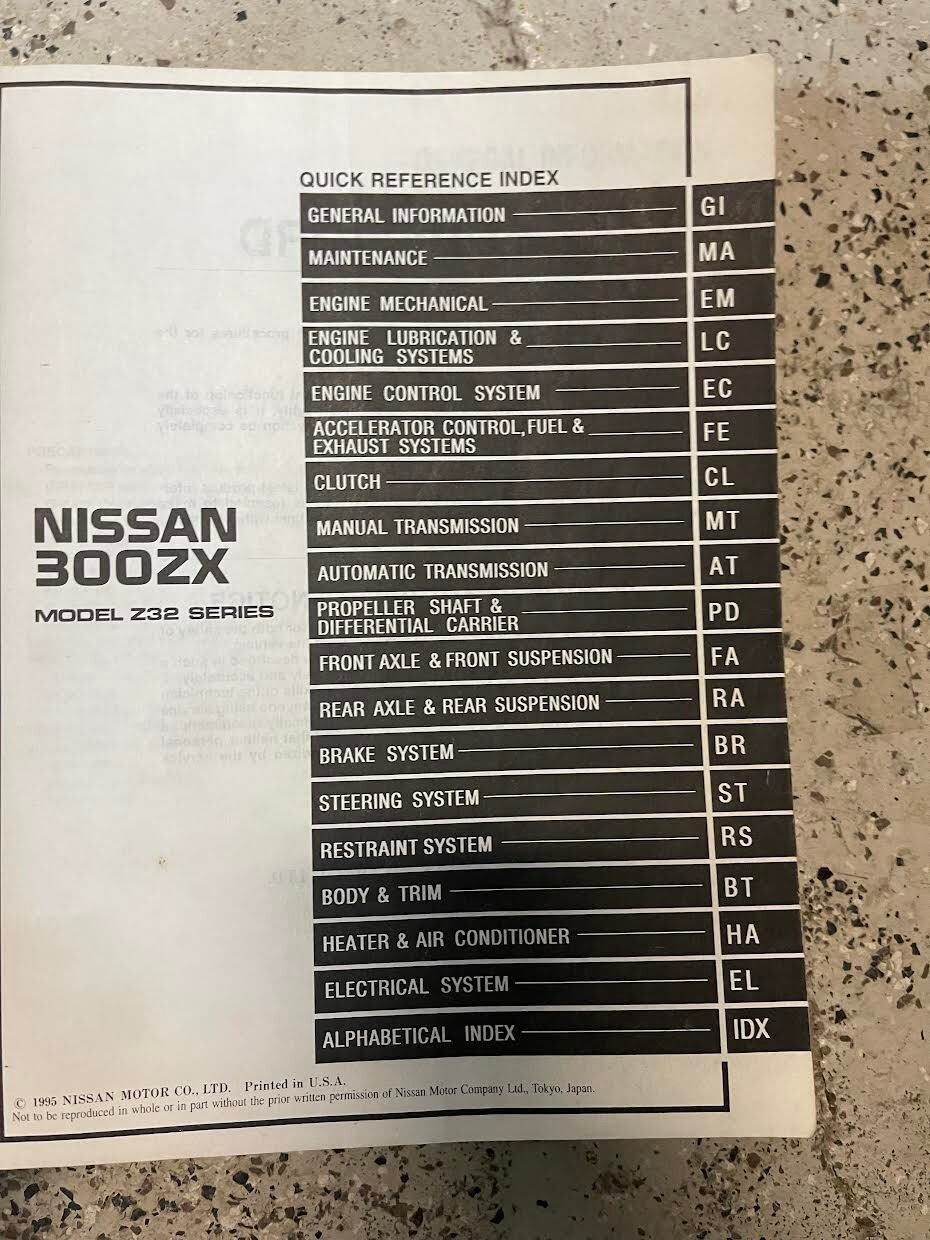 QUICK REFERENCE INDEX
GENERAL INFORMATION GI
MAINTENANCE MA
ENGINE MECHANICAL EM
ENGINE LUBRICATION &
COOLING SYSTEMS LC
ENGINE CONTROL SYSTEM EC
ACCELERATOR CONTROL, FUEL &
EXHAUST SYSTEMS FE
CLUTCH CL
MANUAL TRANSMISSION MT
AUTOMATIC TRANSMISSION AT
PROPELLER SHAFT &
DIFFERENTIAL CARRIER PD
FRONT AXLE & FRONT SUSPENSION FA
REAR AXLE & REAR SUSPENSION RA
BRAKE SYSTEM BR
STEERING SYSTEM ST
RESTRAINT SYSTEM RS
BODY & TRIM BT
HEATER & AIR CONDITIONER HA
ELECTRICAL SYSTEM EL
ALPHABETICAL INDEX IDX
NISSAN
300ZX
MODEL Z32 SERIES
© 1995 NISSAN MOTOR CO., LTD. Printed in U.S.A.
Not to be reproduced in whole or in part without the prior written permission of Nissan Motor Company Ltd., Tokyo, Japan.